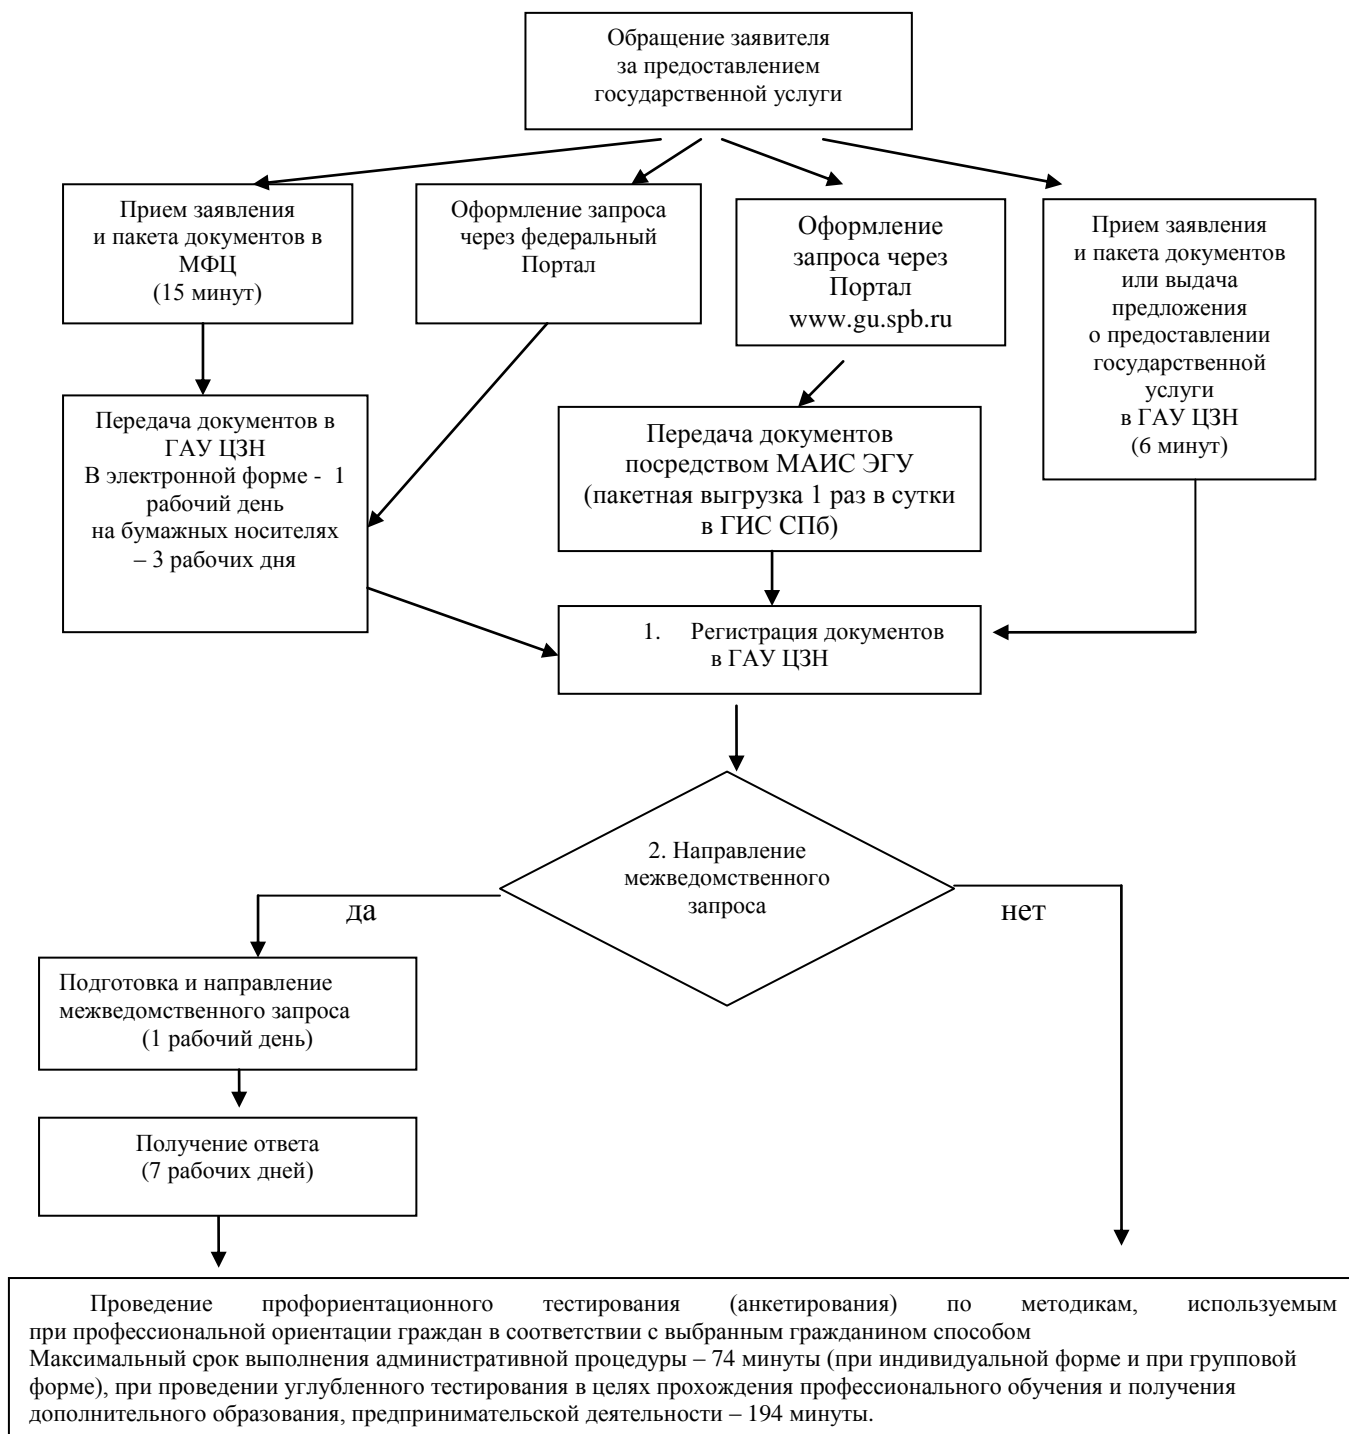 Обращение заявителя
за предоставлением
государственной услуги
Прием заявления
и пакета документов в
МФЦ
(15 минут)
Оформление запроса
через федеральный
Портал
Оформление
запроса через
Портал
www.gu.spb.ru
Прием заявления
и пакета документов
или выдача
предложения
о предоставлении
государственной
услуги
в ГАУ ЦЗН
(6 минут)
Передача документов в
ГАУ ЦЗН
В электронной форме - 1
рабочий день
на бумажных носителях
– 3 рабочих дня
Передача документов
посредством МАИС ЭГУ
(пакетная выгрузка 1 раз в сутки
в ГИС СПб)
1. Регистрация документов
в ГАУ ЦЗН
2. Направление
межведомственного
запроса
да
нет
Подготовка и направление
межведомственного запроса
(1 рабочий день)
Получение ответа
(7 рабочих дней)
Проведение профориентационного тестирования (анкетирования) по методикам, используемым
при профессиональной ориентации граждан в соответствии с выбранным гражданином способом
Максимальный срок выполнения административной процедуры – 74 минуты (при индивидуальной форме и при групповой
форме), при проведении углубленного тестирования в целях прохождения профессионального обучения и получения
дополнительного образования, предпринимательской деятельности – 194 минуты.